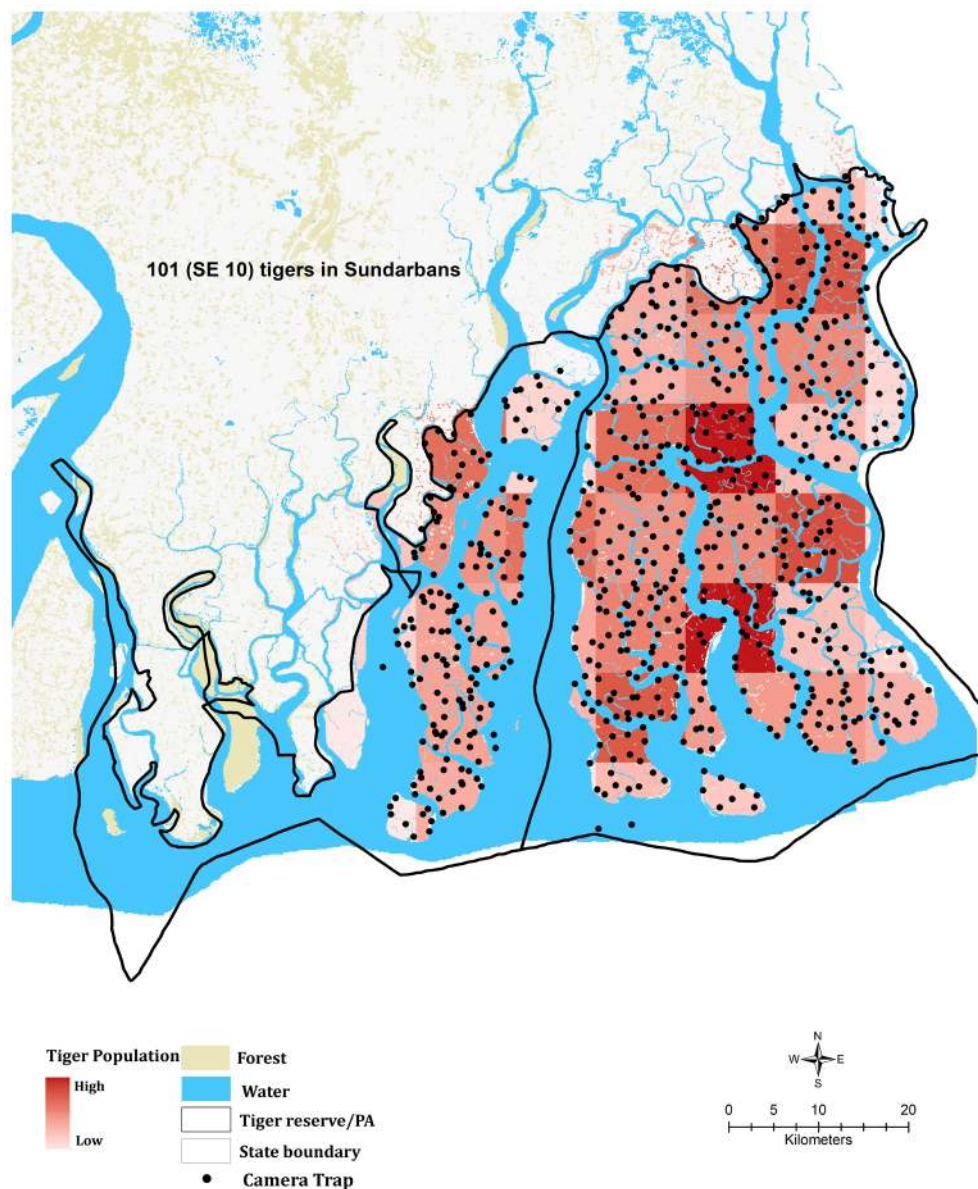 101 (SE 10) tigers in Sundarbans
Tiger Population
High
Low
Forest
Water
Tiger reserve/PA
State boundary
Camera Trap
N
W E
S
0 5 10 20
Kilometers